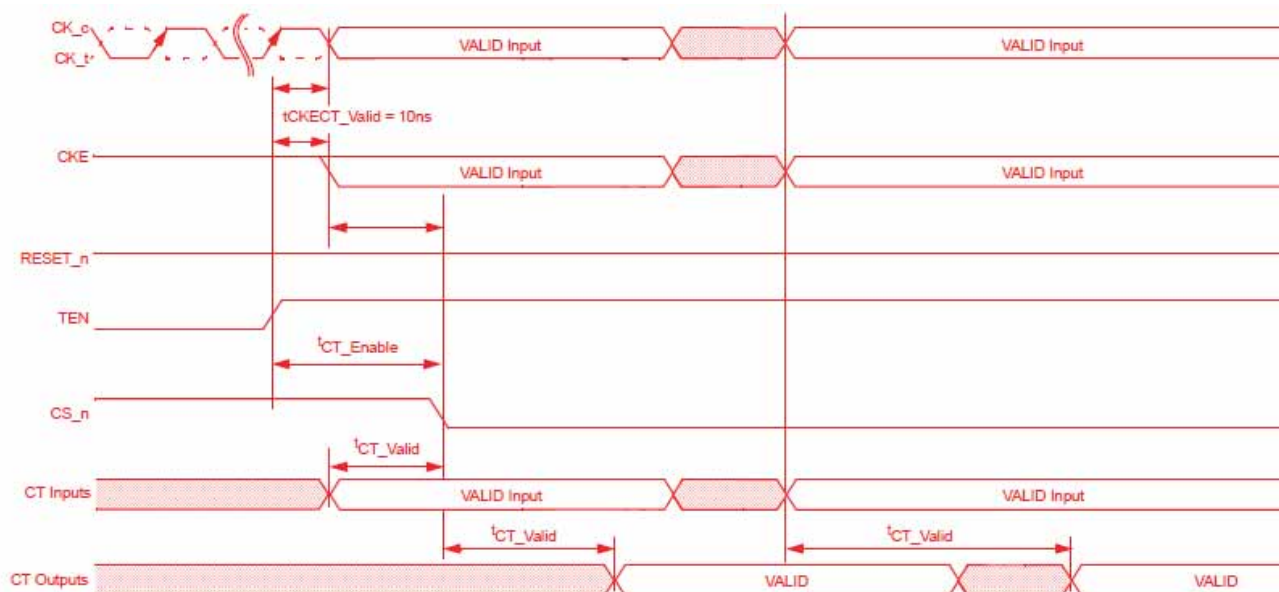 CK_c
CK_t
VALID Input
VALID Input
tCKECT_Valid = 10ns
CKE
VALID Input
VALID Input
RESET_n
TEN
tCT_Enable
CS_n
tCT_Valid
CT Inputs
VALID Input
VALID Input
tCT_Valid
tCT_Valid
CT Outputs
VALID
VALID